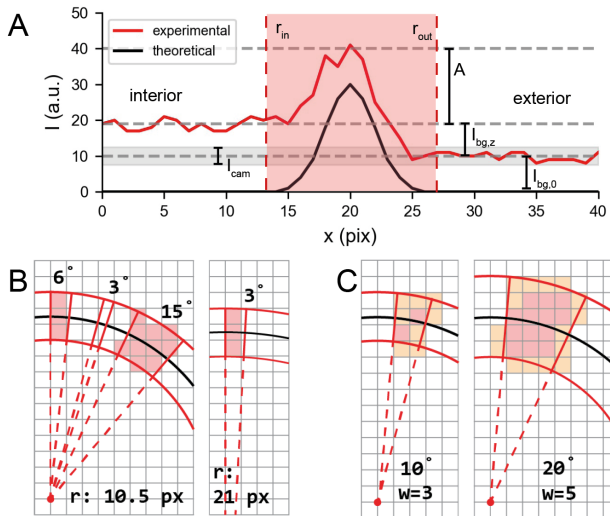 A
experimental
theoretical
r_in
r_out
interior
exterior
A
I_bg,z
I_cam
I_bg,0
I (a.u.)
50
40
30
20
10
0
0 5 10 15 20 25 30 35 40
x (pix)
B
6°
3°
15°
r: 10.5 px
3°
r:
21 px
C
10°
w=3
20°
w=5